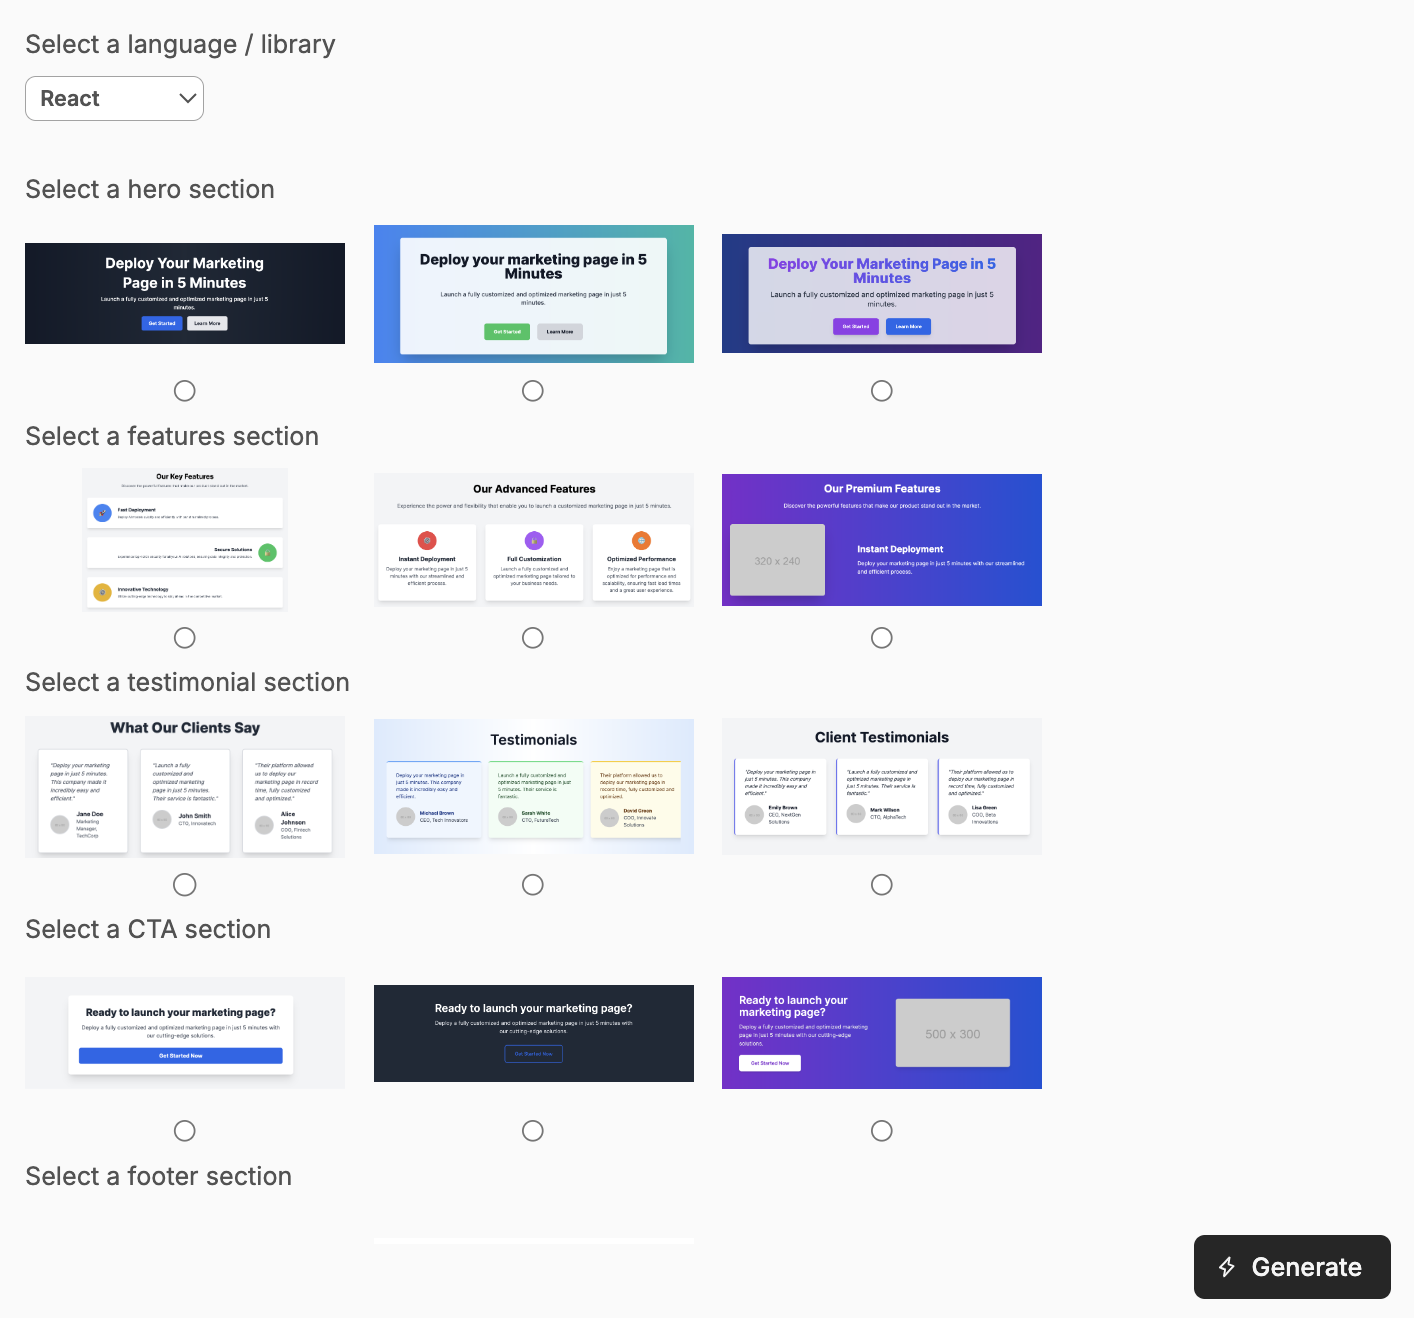 Select a language / library
React
Select a hero section
Deploy Your Marketing
Page in 5 Minutes
Launch a fully customized and optimized marketing page in just 5
minutes.
Get Started
Learn More
Deploy your marketing page in 5
Minutes
Launch a fully customized and optimized marketing page in just 5
minutes.
Get Started
Learn More
Deploy Your Marketing Page in 5
Minutes
Launch a fully customized and optimized marketing page in just 5
minutes.
Get Started
Learn More
Select a features section
Our Key Features
Fast Deployment
Secure Solutions
Innovative Technology
Our Advanced Features
Experience the power and flexibility that enable you to launch a customized marketing page in just 5 minutes.
Instant Deployment
Deploy your marketing page in just 5
minutes with our streamlined and
efficient process.
Full Customization
Launch a fully customized and
optimized marketing page tailored to
your business needs.
Optimized Performance
Enjoy a marketing page that is
optimized for performance and
scalability, ensuring fast load times
and a great user experience.
Our Premium Features
Discover the powerful features that make our product stand out in the market.
320 x 240
Instant Deployment
Deploy your marketing page in just 5 minutes with our streamlined
and efficient process.
Select a testimonial section
What Our Clients Say
"Deploy your marketing
page in just 5 minutes.
This company made it
incredibly easy and
efficient."
Jane Doe
Marketing
Manager,
TechCorp
"Launch a fully
customized and
optimized marketing
page in just 5 minutes.
Their service is fantastic."
John Smith
CTO, Innovatech
"Their platform allowed
us to deploy our
marketing page in record
time, fully customized
and optimized."
Alice
Johnson
COO, Fintech
Solutions
Testimonials
Deploy your marketing page in
just 5 minutes. This company
made it incredibly easy and
efficient.
Michael Brown
CEO, Tech Innovators
Launch a fully customized and
optimized marketing page in just
5 minutes. Their service is
fantastic.
Sarah White
CTO, FutureTech
Their platform allowed us to
deploy our marketing page in
record time, fully customized and
optimized.
David Green
COO, Innovate
Solutions
Client Testimonials
"Deploy your marketing page in
just 5 minutes. This company
made it incredibly easy and
efficient."
Emily Brown
CEO, NextGen
Solutions
"Launch a fully customized and
optimized marketing page in just
5 minutes. Their service is
fantastic."
Mark Wilson
CTO, AlphaTech
"Their platform allowed us to
deploy our marketing page in
record time, fully customized
and optimized."
Lisa Green
COO, Beta
Innovations
Select a CTA section
Ready to launch your marketing page?
Deploy a fully customized and optimized marketing page in just 5 minutes with
our cutting-edge solutions.
Get Started Now
Ready to launch your marketing page?
Deploy a fully customized and optimized marketing page in just 5 minutes with
our cutting-edge solutions.
Get Started Now
Ready to launch your
marketing page?
Deploy a fully customized and optimized marketing
page in just 5 minutes with our cutting-edge
solutions.
Get Started Now
500 x 300
Select a footer section
Generate